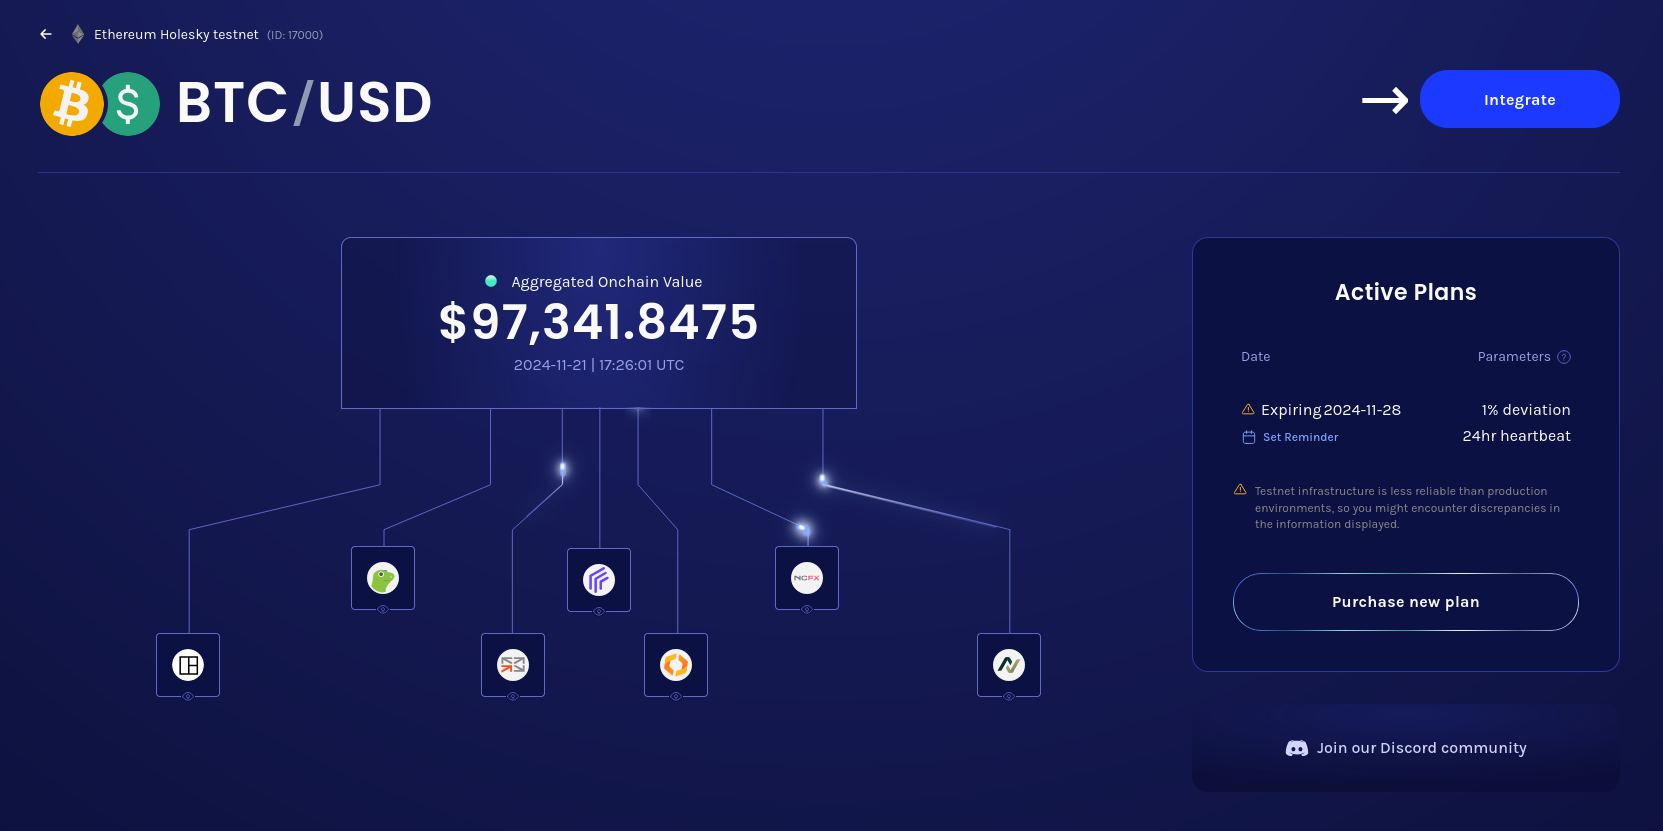 Ethereum Holesky testnet (ID: 17000)
BTC/USD
Integrate
Aggregated Onchain Value
$97,341.8475
2024-11-21 | 17:26:01 UTC
NCFX
Active Plans
Date Parameters ?
Expiring 2024-11-28 1% deviation
Set Reminder 24hr heartbeat
Testnet infrastructure is less reliable than production
environments, so you might encounter discrepancies in
the information displayed.
Purchase new plan
Join our Discord community